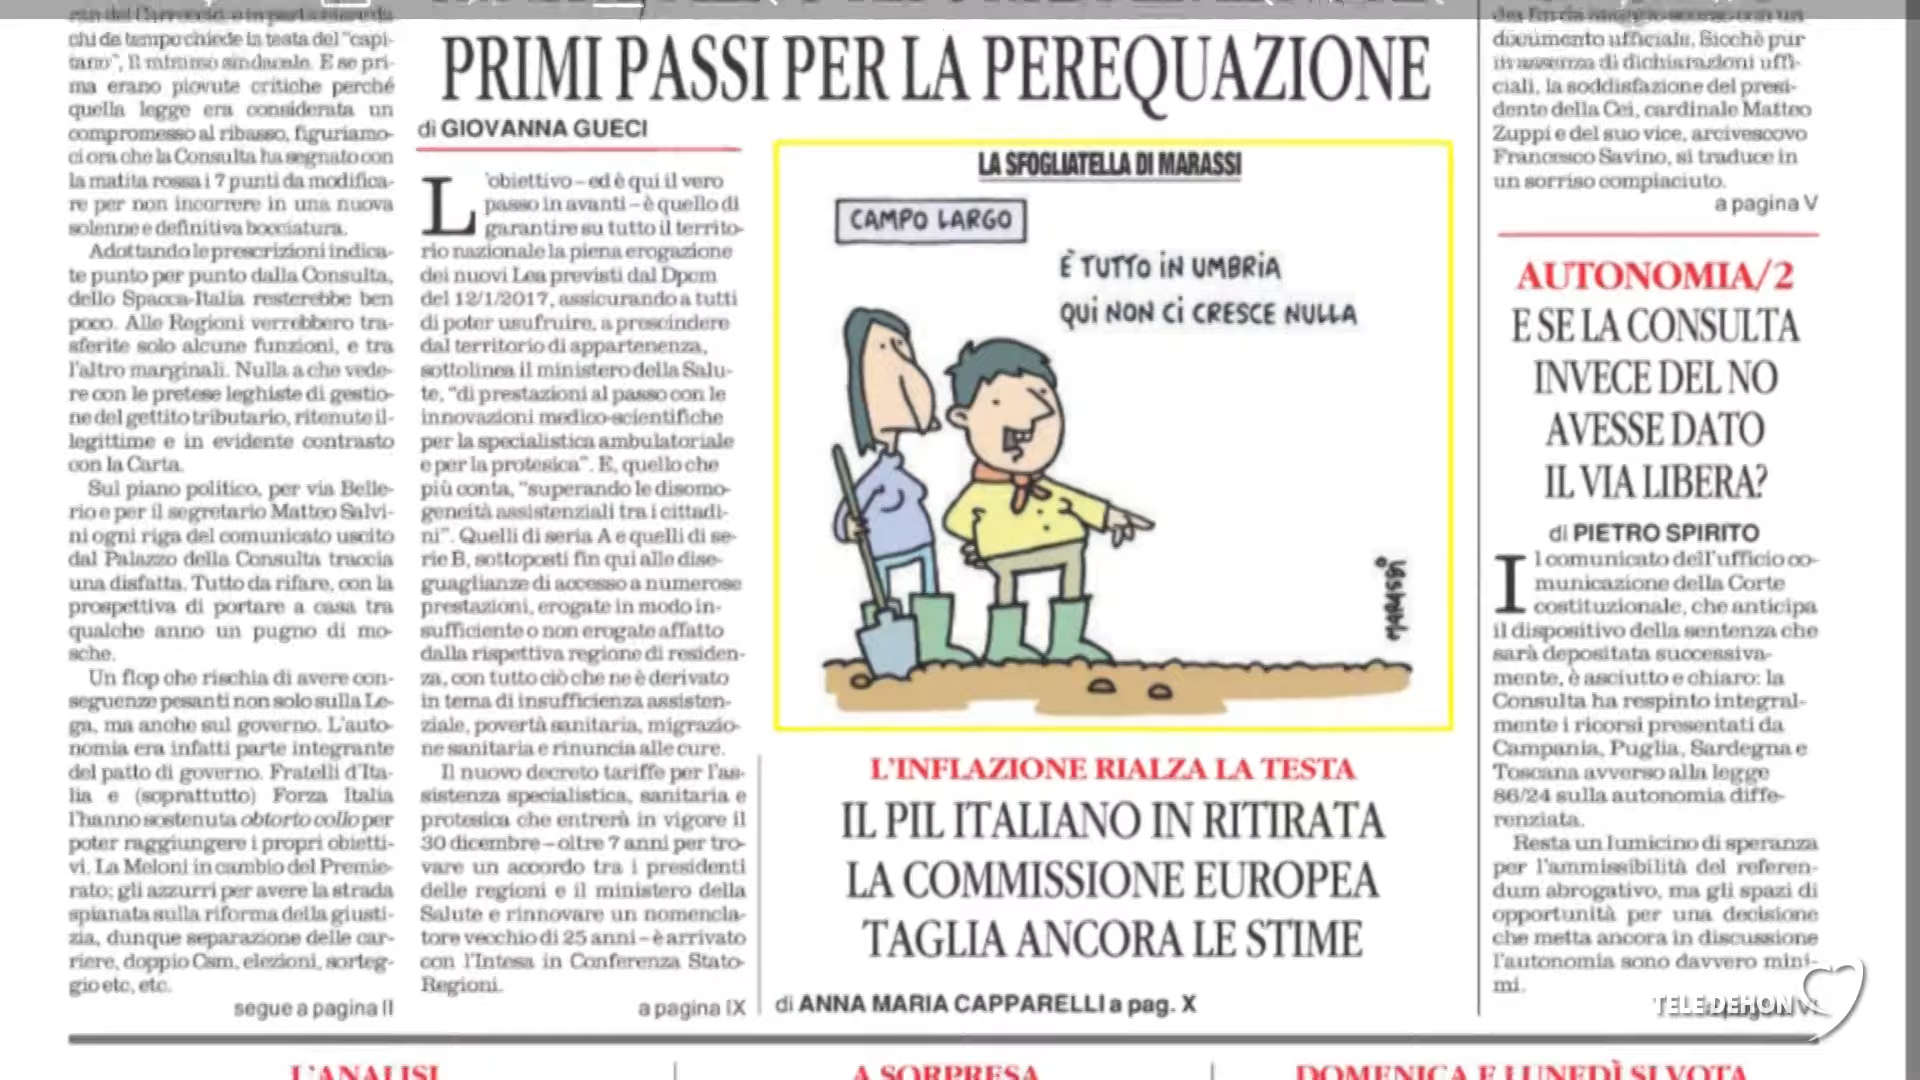 PRIMI PASSI PER LA PEREQUAZIONE
chi da tempo chiede la testa del "capi-
tano", Il minimo sindacale. E se pri-
ma erano piovute critiche perché
quella legge era considerata un
compromesso al ribasso, figuriamo-
ci ora che la Consulta ha segnato con
la matita rossa i 7 punti da modifica-
re per non incorrere in una nuova
solenne e definitiva bocciatura.
Adottando le prescrizioni indica-
te punto per punto dalla Consulta,
dello Spacca-Italia resterebbe ben
poco. Alle Regioni verrebbero tra-
sferite solo alcune funzioni, e tra
l'altro marginali. Nulla a che vede-
re con le pretese leghiste di gestio-
ne del gettito tributario, ritenute il-
legittime e in evidente contrasto
con la Carta.
Sul piano politico, per via Belle-
rio e per il segretario Matteo Salvi-
ni ogni riga del comunicato uscito
dal Palazzo della Consulta traccia
una disfatta. Tutto da rifare, con la
prospettiva di portare a casa tra
qualche anno un pugno di mo-
sche.
Un flop che rischia di avere con-
seguenze pesanti non solo sulla Le-
ga, ma anche sul governo. L'auto-
nomia era infatti parte integrante
del patto di governo. Fratelli d'Ita-
lia e (soprattutto) Forza Italia
l'hanno sostenuta obtorto collo per
poter raggiungere i propri obietti-
vi. La Meloni in cambio del Premie-
rato; gli azzurri per avere la strada
spianata sulla riforma della giusti-
zia, dunque separazione delle car-
riere, doppio Csm, elezioni, sorteg-
gio etc, etc.
segue a pagina II
di GIOVANNA GUECI
L'obiettivo – ed è qui il vero
passo in avanti – è quello di
garantire su tutto il territo-
rio nazionale la piena erogazione
dei nuovi Lea previsti dal Dpcm
del 12/1/2017, assicurando a tutti
di poter usufruire, a prescindere
dal territorio di appartenenza,
sottolinea il ministero della Salu-
te, "di prestazioni al passo con le
innovazioni medico-scientifiche
per la specialistica ambulatoriale
e per la protesica". E, quello che
più conta, "superando le disomo-
geneità assistenziali tra i cittadi-
ni". Quelli di seria A e quelli di se-
rie B, sottoposti fin qui alle dise-
guaglianze di accesso a numerose
prestazioni, erogate in modo in-
sufficiente o non erogate affatto
dalla rispettiva regione di residen-
za, con tutto ciò che ne è derivato
in tema di insufficienza assisten-
ziale, povertà sanitaria, migrazio-
ne sanitaria e rinuncia alle cure.
Il nuovo decreto tariffe per l'as-
sistenza specialistica, sanitaria e
protesica che entrerà in vigore il
30 dicembre – oltre 7 anni per tro-
vare un accordo tra i presidenti
delle regioni e il ministero della
Salute e rinnovare un nomencla-
tore vecchio di 25 anni – è arrivato
con l'Intesa in Conferenza Stato-
Regioni.
a pagina IX
LA SFOGLIATELLA DI MARASSI
CAMPO LARGO
È TUTTO IN UMBRIA
QUI NON CI CRESCE NULLA
MARASSI
L'INFLAZIONE RIALZA LA TESTA
IL PIL ITALIANO IN RITIRATA
LA COMMISSIONE EUROPEA
TAGLIA ANCORA LE STIME
di ANNA MARIA CAPPARELLI a pag. X
documento ufficiale. Sicchè pur
in assenza di dichiarazioni uffi-
ciali, la soddisfazione del presi-
dente della Cei, cardinale Matteo
Zuppi e del suo vice, arcivescovo
Francesco Savino, si traduce in
un sorriso compiaciuto.
a pagina V
AUTONOMIA/2
E SE LA CONSULTA
INVECE DEL NO
AVESSE DATO
IL VIA LIBERA?
di PIETRO SPIRITO
Il comunicato dell'ufficio co-
municazione della Corte
costituzionale, che anticipa
il dispositivo della sentenza che
sarà depositata successiva-
mente, è asciutto e chiaro: la
Consulta ha respinto integral-
mente i ricorsi presentati da
Campania, Puglia, Sardegna e
Toscana avverso alla legge
86/24 sulla autonomia diffe-
renziata.
Resta un lumicino di speranza
per l'ammissibilità del referen-
dum abrogativo, ma gli spazi di
opportunità per una decisione
che metta ancora in discussione
l'autonomia sono davvero mini-
mi.
TELE DEHON
L'ANALISI
A SORPRESA
DOMENICA E LUNEDÌ SI VOTA